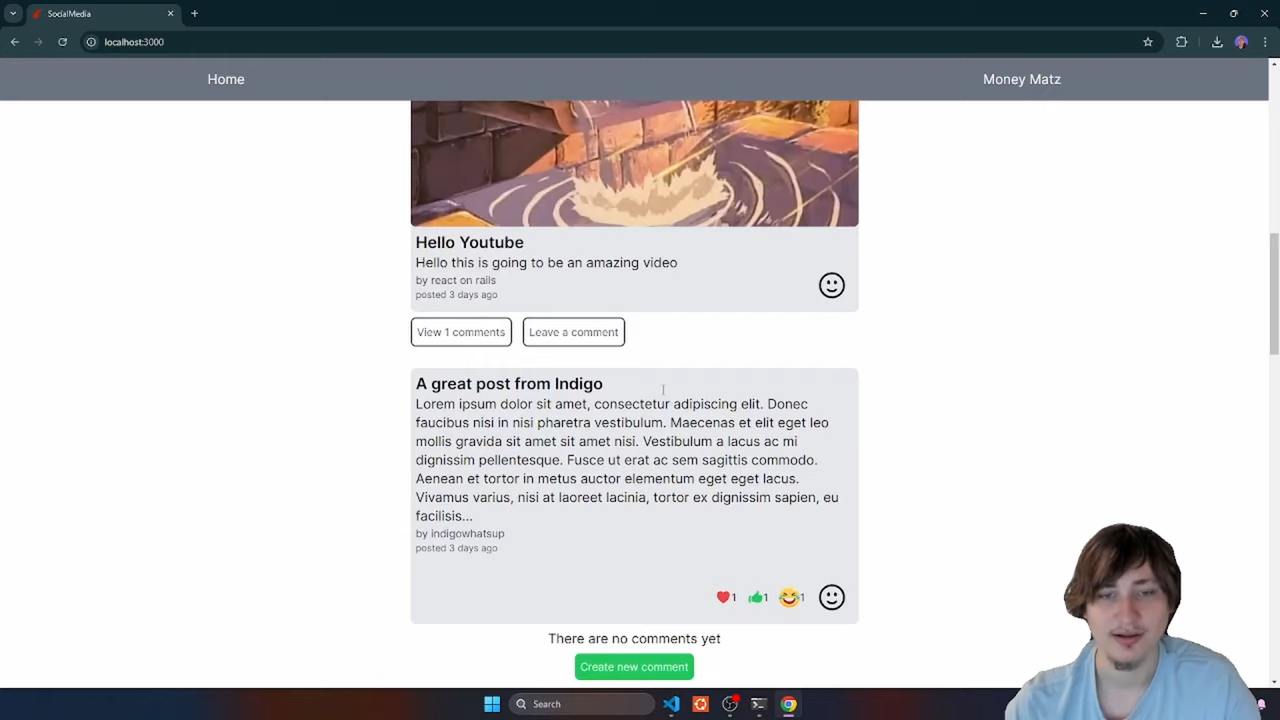 SocialMedia
localhost:3000
Home
Money Matz
Hello Youtube
Hello this is going to be an amazing video
by react on rails
posted 3 days ago
View 1 comments
Leave a comment
A great post from Indigo
Lorem ipsum dolor sit amet, consectetur adipiscing elit. Donec
faucibus nisi in nisi pharetra vestibulum. Maecenas et elit eget leo
mollis gravida sit amet sit amet nisi. Vestibulum a lacus ac mi
dignissim pellentesque. Fusce ut erat ac sem sagittis commodo.
Aenean et tortor in metus auctor elementum eget eget lacus.
Vivamus varius, nisi at laoreet lacinia, tortor ex dignissim sapien, eu
facilisis...
by indigowhatsup
posted 3 days ago
1 1 1
There are no comments yet
Create new comment
Search